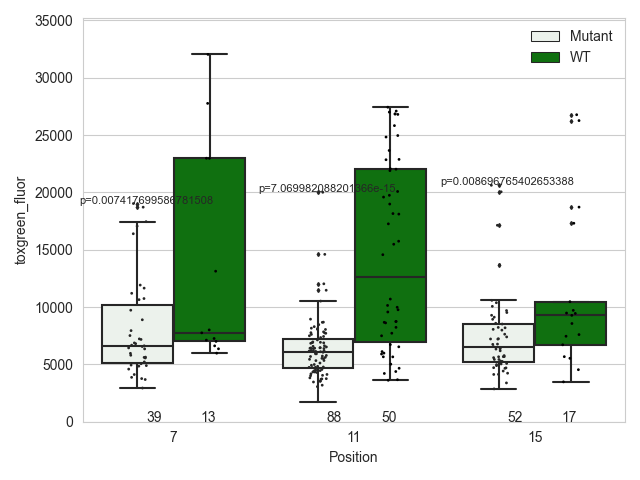 35000
30000
25000
20000
15000
10000
5000
0
toxgreen_fluor
Mutant
WT
p=0.007417699586781508
p=7.069982088201366e-15
p=0.008696765402653388
39 13 88 50 52 17
7 11 15
Position